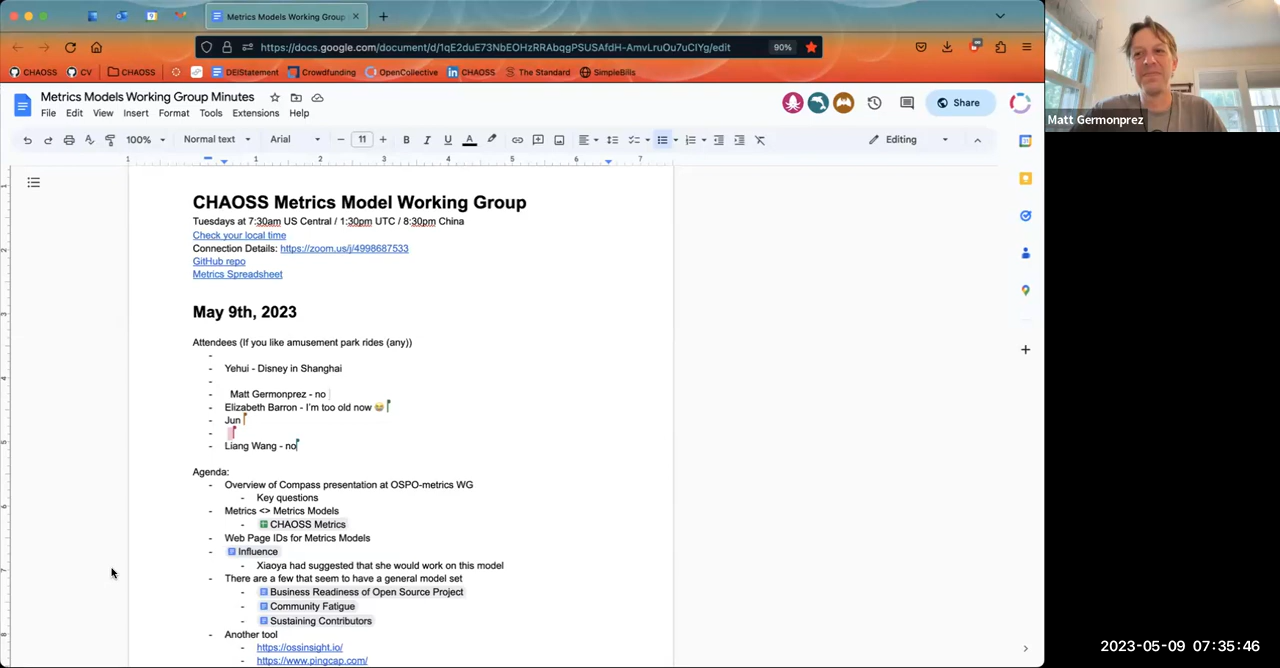 Metrics Models Working Group
https://docs.google.com/document/d/1qE2duE73NbEOHzRRAbqgPSUSAfdH-AmvLruOu7uCIYg/edit
90%
CHAOSS
CV
CHAOSS
DEIStatement
Crowdfunding
OpenCollective
CHAOSS
The Standard
SimpleBills
Metrics Models Working Group Minutes
File Edit View Insert Format Tools Extensions Help
Share
100%
Normal text
Arial
11
Editing
1 1 2 3 4 5 6 7
CHAOSS Metrics Model Working Group
Tuesdays at 7:30am US Central / 1:30pm UTC / 8:30pm China
Check your local time
Connection Details: https://zoom.us/j/4998687533
GitHub repo
Metrics Spreadsheet
May 9th, 2023
Attendees (If you like amusement park rides (any))
-
- Yehui - Disney in Shanghai
-
- Matt Germonprez - no
- Elizabeth Barron - I'm too old now 😂
- Jun
-
- Liang Wang - no
Agenda:
- Overview of Compass presentation at OSPO-metrics WG
- Key questions
- Metrics <> Metrics Models
- CHAOSS Metrics
- Web Page IDs for Metrics Models
- Influence
- Xiaoya had suggested that she would work on this model
- There are a few that seem to have a general model set
- Business Readiness of Open Source Project
- Community Fatigue
- Sustaining Contributors
- Another tool
- https://ossinsight.io/
- https://www.pingcap.com/
Matt Germonprez
2023-05-09 07:35:46